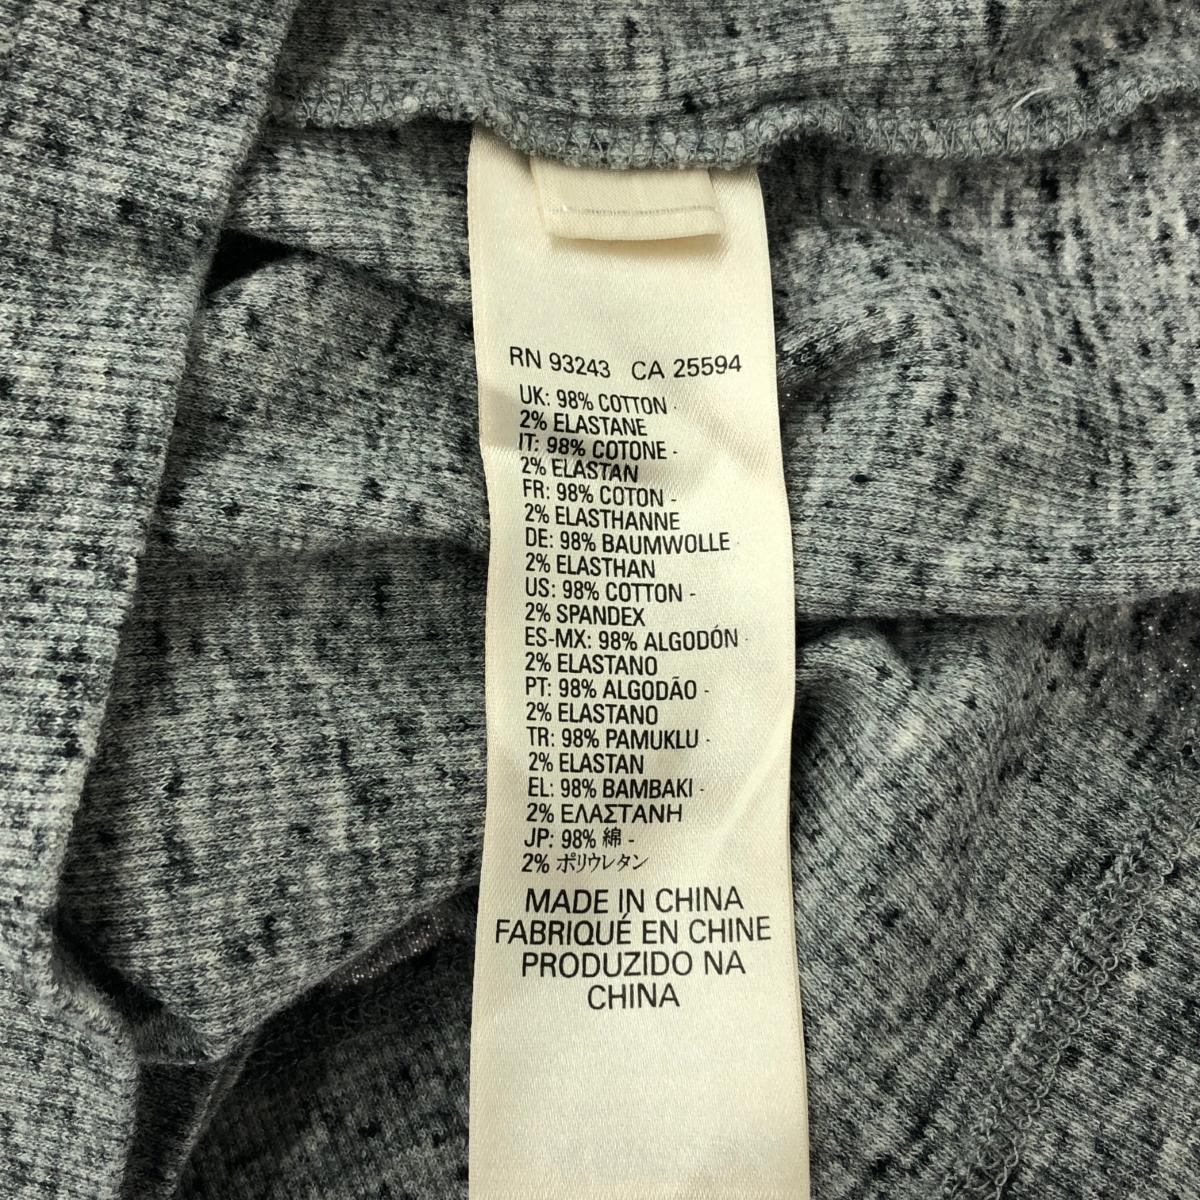 RN 93243 CA 25594
UK: 98% COTTON -
2% ELASTANE
IT: 98% COTONE -
2% ELASTAN
FR: 98% COTON -
2% ELASTHANNE
DE: 98% BAUMWOLLE
2% ELASTHAN
US: 98% COTTON -
2% SPANDEX
ES-MX: 98% ALGODÓN -
2% ELASTANO
PT: 98% ALGODÃO -
2% ELASTANO
TR: 98% PAMUKLU -
2% ELASTAN
EL: 98% BAMBAKI -
2% ΕΛΑΣΤΑΝΗ
JP: 98% 綿 -
2% ポリウレタン
MADE IN CHINA
FABRIQUÉ EN CHINE
PRODUZIDO NA
CHINA